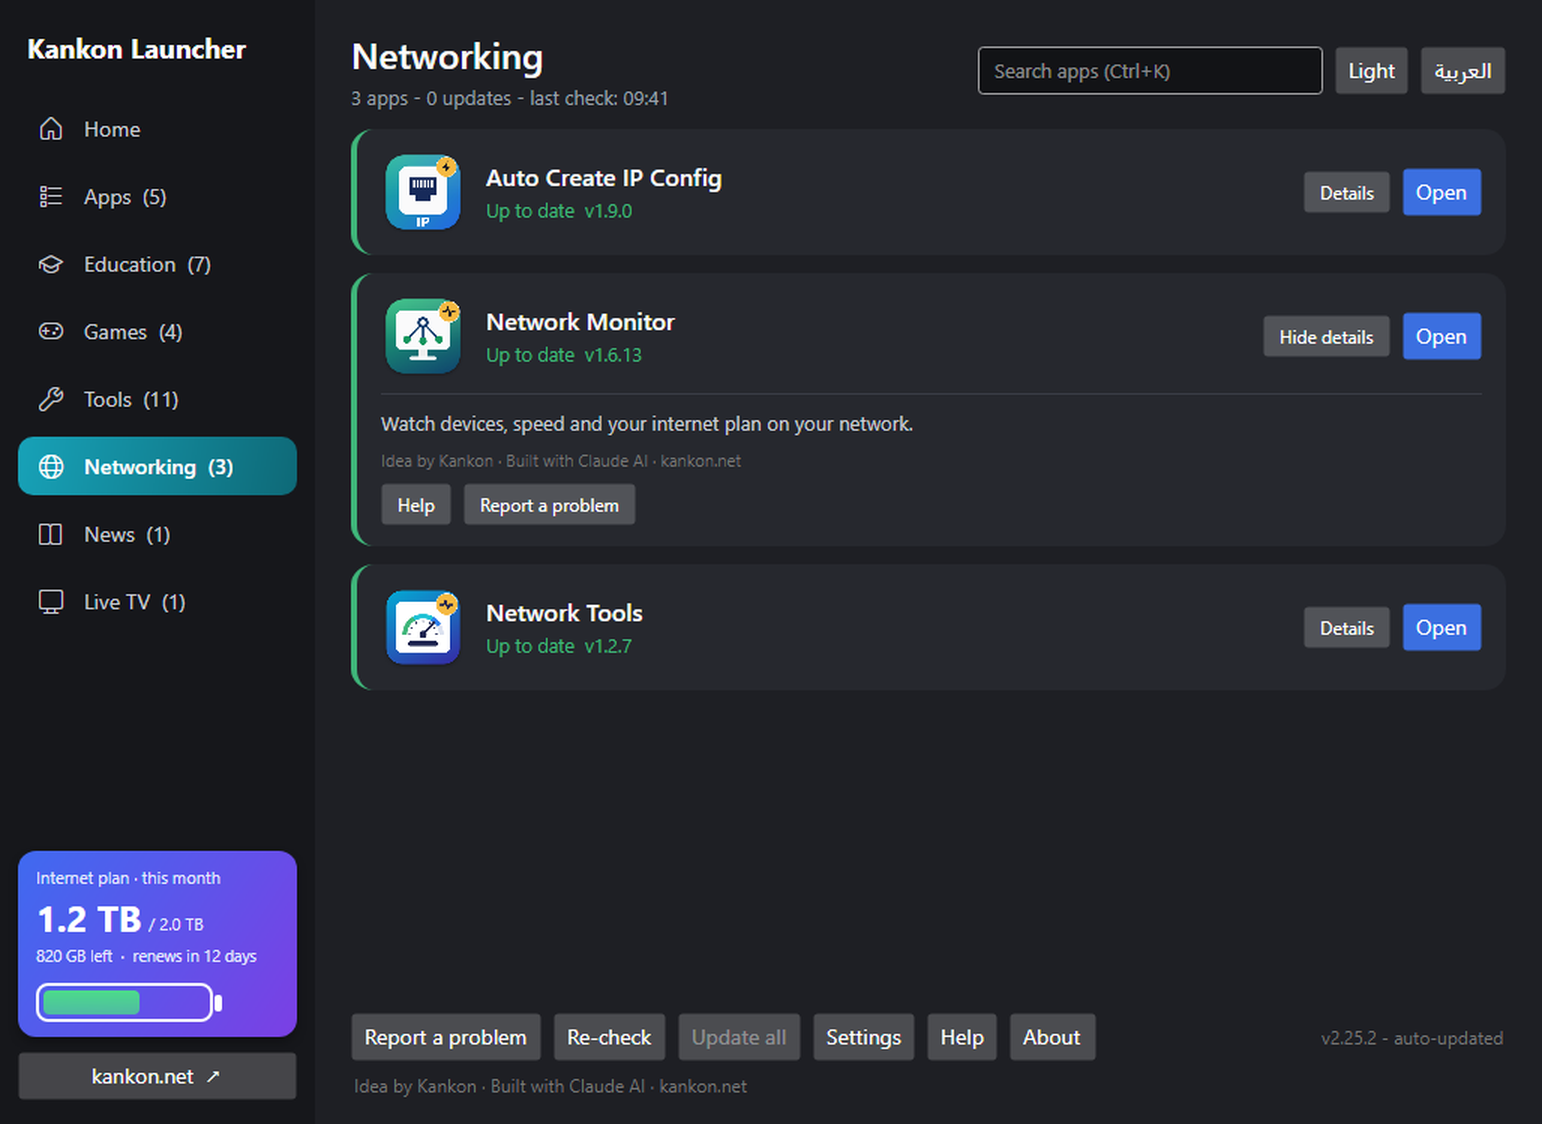 Kankon Launcher
Home
Apps (5)
Education (7)
Games (4)
Tools (11)
Networking (3)
News (1)
Live TV (1)
Internet plan · this month
1.2 TB / 2.0 TB
820 GB left · renews in 12 days
kankon.net ↗
Networking
3 apps - 0 updates - last check: 09:41
Search apps (Ctrl+K)
Light
العربية
IP
Auto Create IP Config
Up to date v1.9.0
Details
Open
Network Monitor
Up to date v1.6.13
Hide details
Open
Watch devices, speed and your internet plan on your network.
Idea by Kankon · Built with Claude AI · kankon.net
Help
Report a problem
Network Tools
Up to date v1.2.7
Details
Open
Report a problem
Re-check
Update all
Settings
Help
About
v2.25.2 - auto-updated
Idea by Kankon · Built with Claude AI · kankon.net